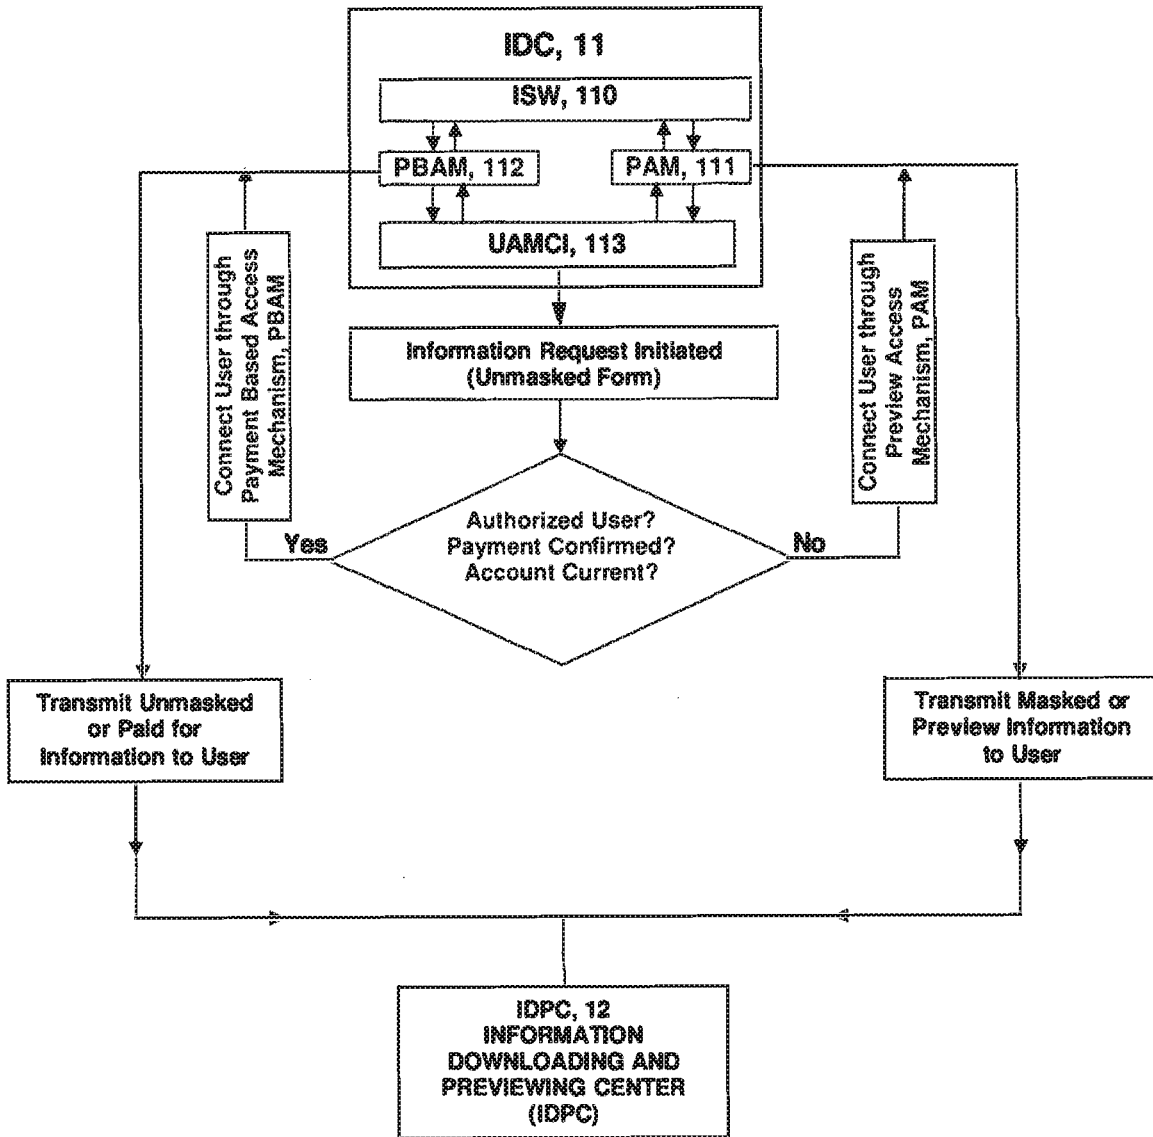 IDC, 11
ISW, 110
PBAM, 112
PAM, 111
UAMCI, 113
Connect User through
Payment Based Access
Mechanism, PBAM
Information Request Initiated
(Unmasked Form)
Connect User through
Preview Access
Mechanism, PAM
Authorized User?
Payment Confirmed?
Account Current?
Yes
No
Transmit Unmasked
or Paid for
Information to User
Transmit Masked or
Preview Information
to User
IDPC, 12
INFORMATION
DOWNLOADING AND
PREVIEWING CENTER
(IDPC)